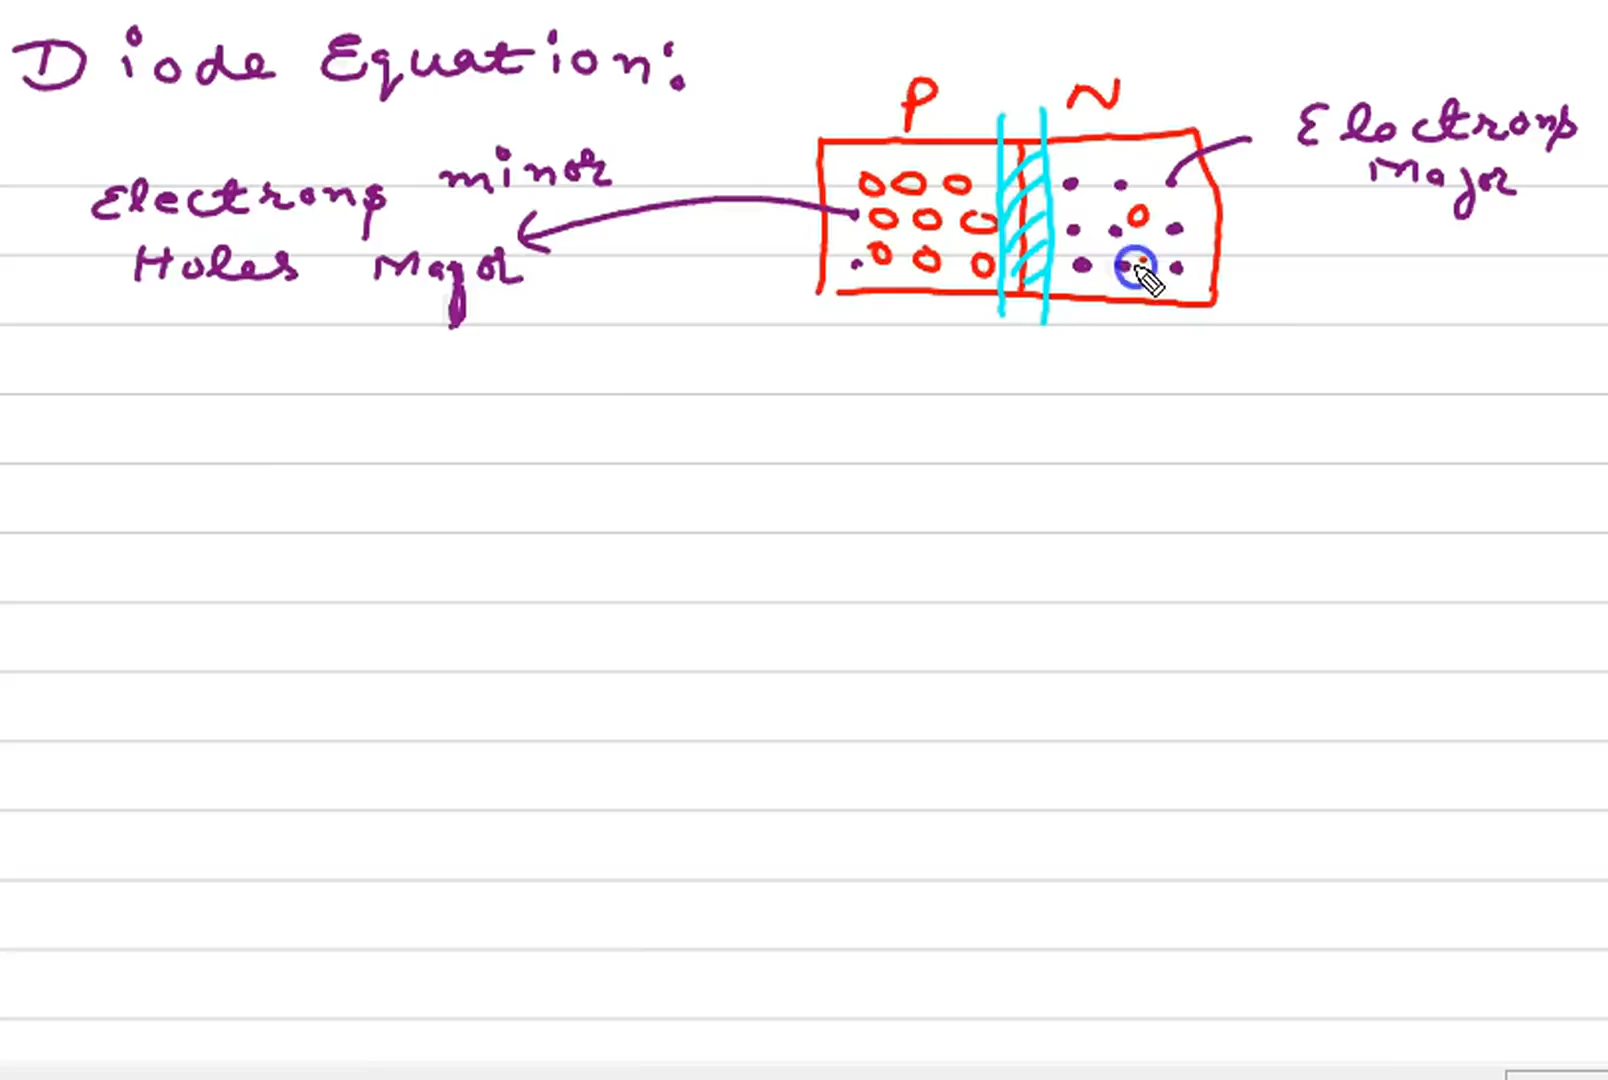 Diode Equation:
P N
Electrons minor
Holes Major
Electrons
Major